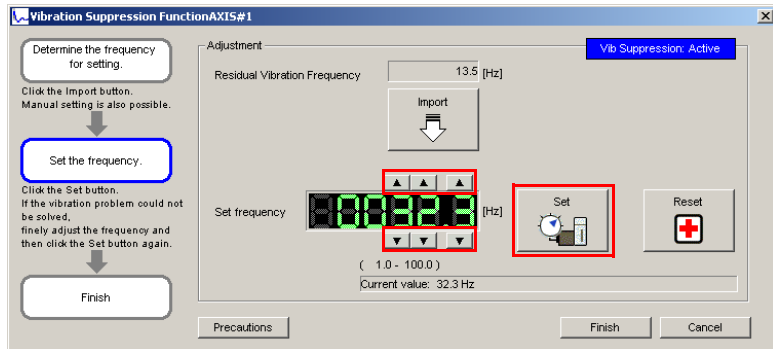 Vibration Suppression FunctionAXIS#1
Determine the frequency
for setting.
Click the Import button.
Manual setting is also possible.
Set the frequency.
Click the Set button.
If the vibration problem could not
be solved,
finely adjust the frequency and
then click the Set button again.
Finish
Adjustment
Vib Suppression: Active
Residual Vibration Frequency
13.5 [Hz]
Import
Set frequency
[Hz]
Set
Reset
( 1.0 - 100.0 )
Current value: 32.3 Hz
Precautions
Finish
Cancel